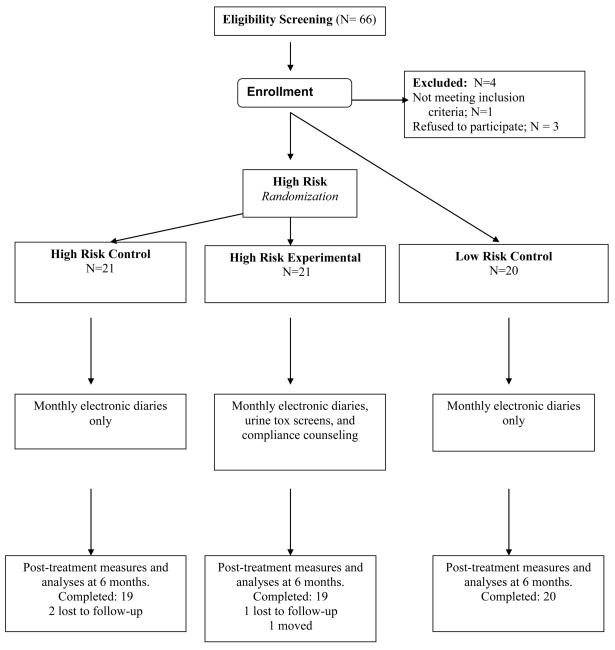 Eligibility Screening (N= 66)
Enrollment
Excluded:  N=4
Not meeting inclusion
criteria; N=1
Refused to participate; N = 3
High Risk
Randomization
High Risk Control
N=21
High Risk Experimental
N=21
Low Risk Control
N=20
Monthly electronic diaries
only
Monthly electronic diaries,
urine tox screens, and
compliance counseling
Monthly electronic diaries
only
Post-treatment measures and
analyses at 6 months.
Completed: 19
2 lost to follow-up
Post-treatment measures and
analyses at 6 months.
Completed: 19
1 lost to follow-up
1 moved
Post-treatment measures and
analyses at 6 months.
Completed: 20